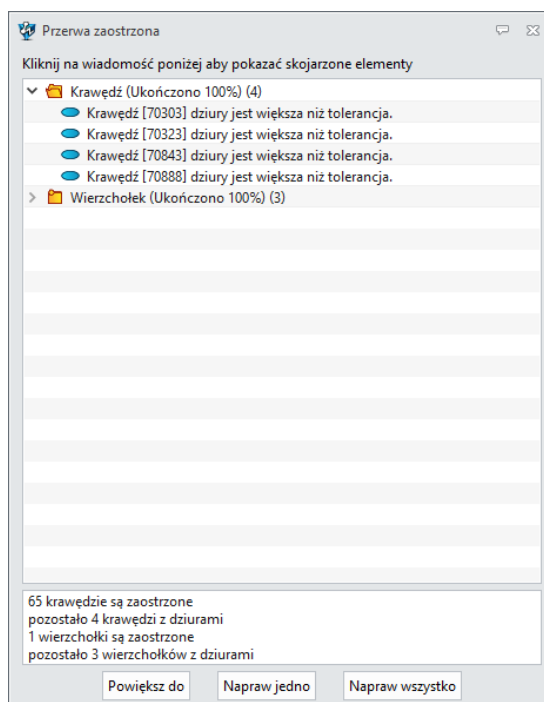 Przerwa zaostrzona
Kliknij na wiadomość poniżej aby pokazać skojarzone elementy
Krawędź (Ukończono 100%) (4)
Krawędź [70303] dziury jest większa niż tolerancja.
Krawędź [70323] dziury jest większa niż tolerancja.
Krawędź [70843] dziury jest większa niż tolerancja.
Krawędź [70888] dziury jest większa niż tolerancja.
Wierzchołek (Ukończono 100%) (3)
65 krawędzie są zaostrzone
pozostało 4 krawędzi z dziurami
1 wierzchołki są zaostrzone
pozostało 3 wierzchołków z dziurami
Powiększ do Napraw jedno Napraw wszystko